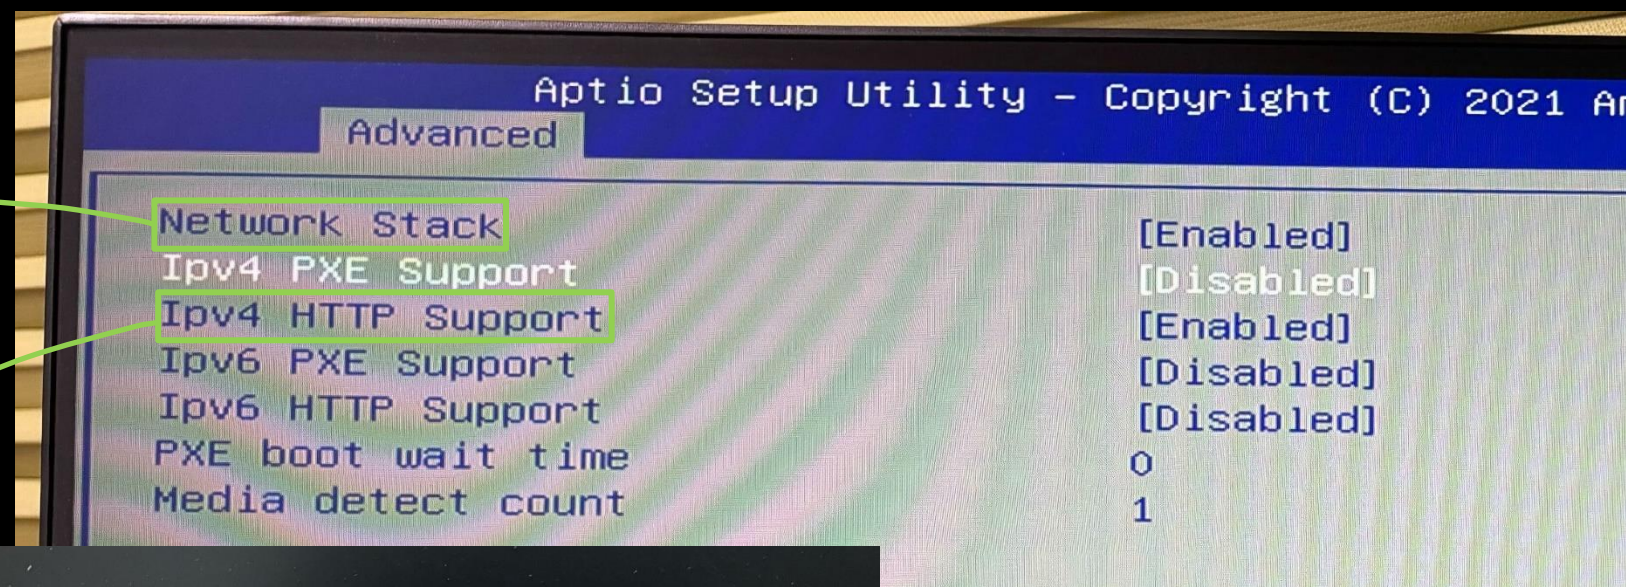 Aptio Setup Utility – Copyright (C) 2021
Advanced
Network Stack [Enabled]
Ipv4 PXE Support [Disabled]
Ipv4 HTTP Support [Enabled]
Ipv6 PXE Support [Disabled]
Ipv6 HTTP Support [Disabled]
PXE boot wait time 0
Media detect count 1